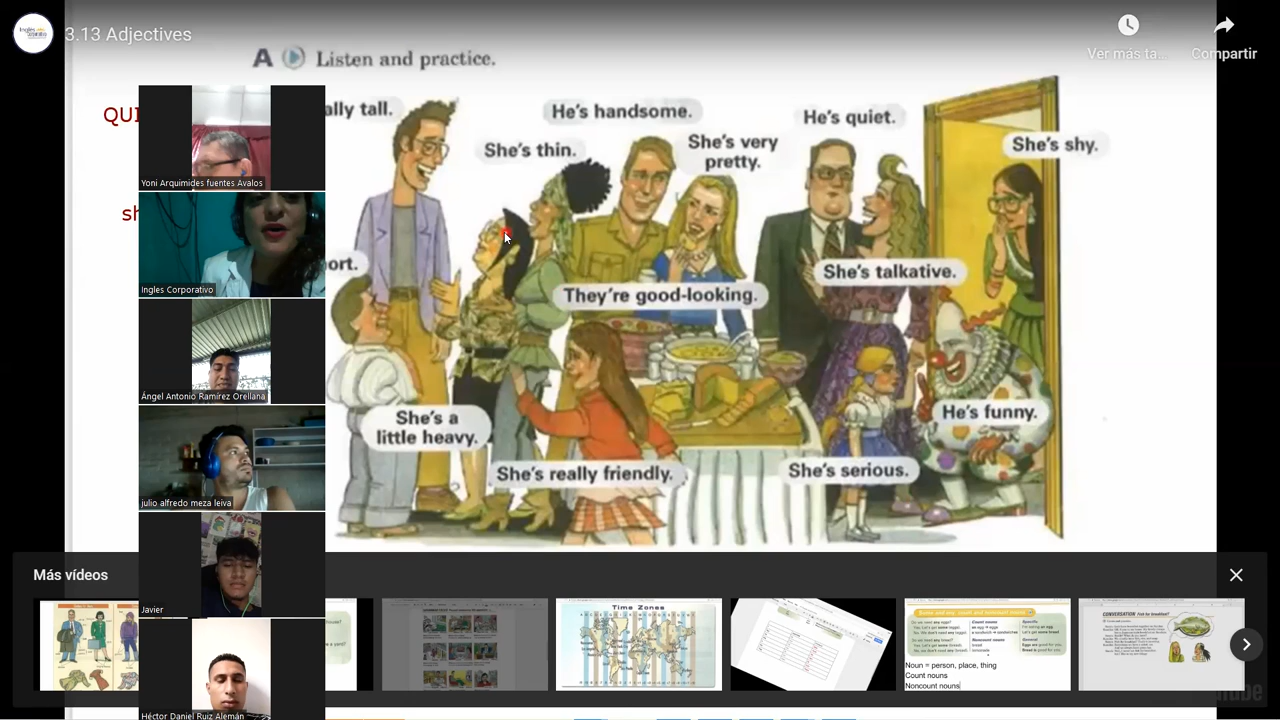 3.13 Adjectives
Ver más ta...
Compartir
A Listen and practice.
QUI
ally tall.
He's handsome.
He's quiet.
She's thin.
She's very
pretty.
She's shy.
Yoni Arquimides fuentes Avalos
sh
ort.
She's talkative.
They're good-looking.
Ingles Corporativo
Ángel Antonio Ramírez Orellana
She's a
little heavy.
He's funny.
She's really friendly.
She's serious.
julio alfredo meza leiva
Más vídeos
Javier
Time Zones
CONVERSATION
Noun = person, place, thing
Count nouns
Noncount nouns
Héctor Daniel Ruiz Alemán